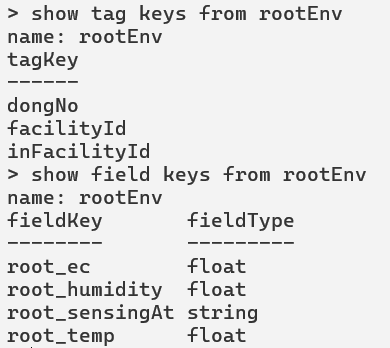 > show tag keys from rootEnv
name: rootEnv
tagKey
------
dongNo
facilityId
inFacilityId
> show field keys from rootEnv
name: rootEnv
fieldKey       fieldType
--------       ---------
root_ec        float
root_humidity  float
root_sensingAt string
root_temp      float